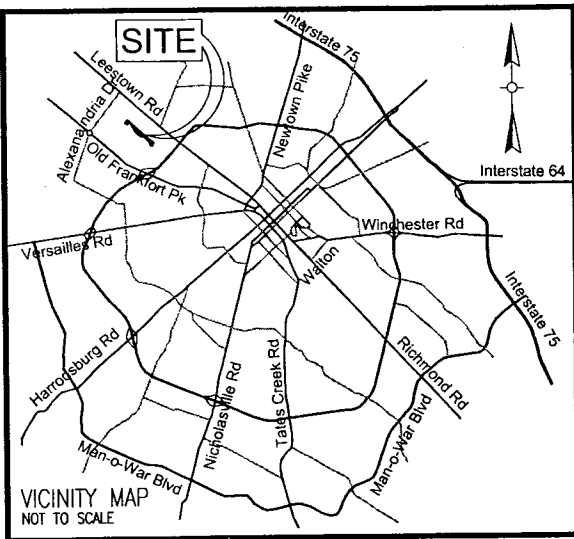 SITE
Interstate 75
Leestown Rd
Newtown Pike
Alexanandria
Old Frankfort Pk
Interstate 64
Versailles Rd
Winchester Rd
Walton
Interstate 75
Harrodsburg Rd
Nicholasville Rd
Tates Creek Rd
Richmond Rd
Man-o-War Blvd
Man-o-War Blvd
VICINITY MAP
NOT TO SCALE